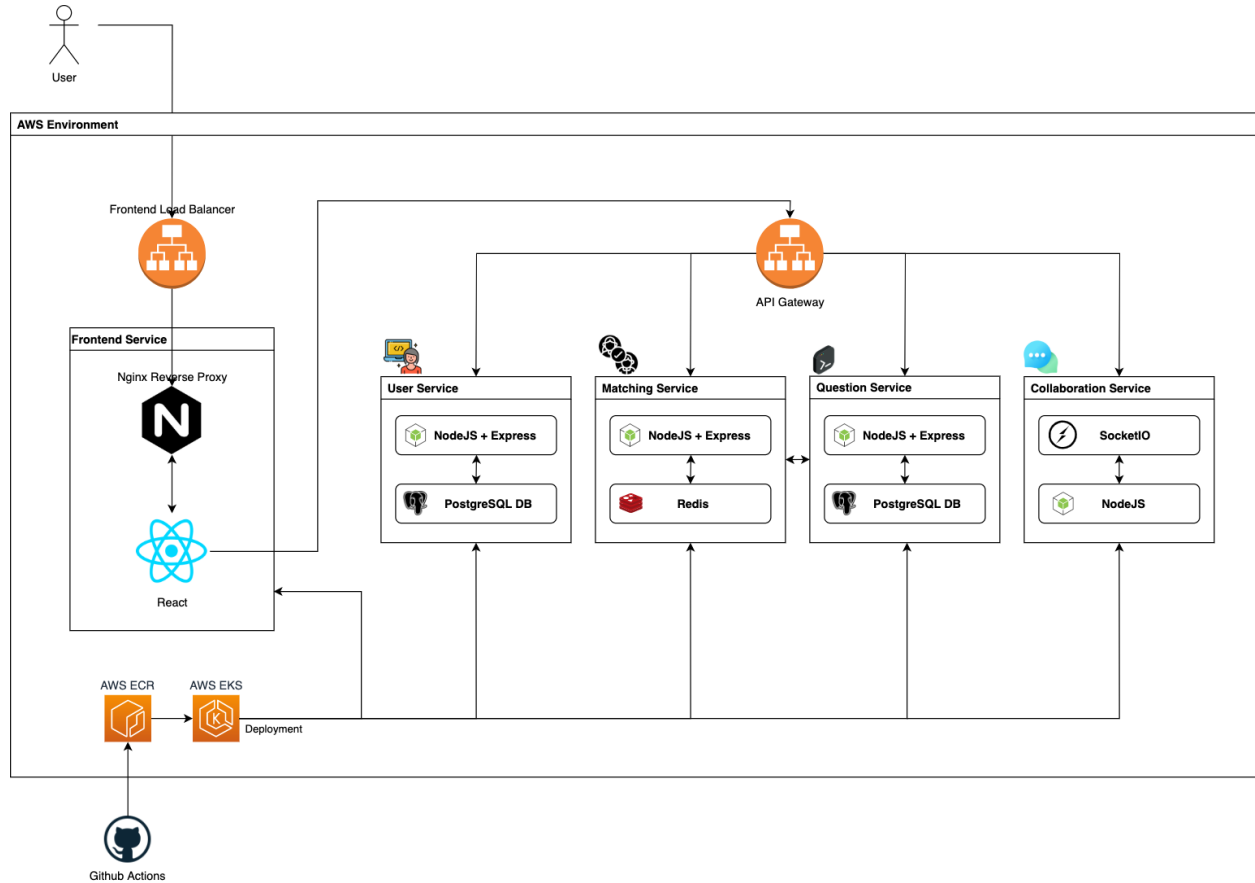 User
AWS Environment
Frontend Load Balancer
API Gateway
Frontend Service
Nginx Reverse Proxy
React
User Service
NodeJS + Express
PostgreSQL DB
Matching Service
NodeJS + Express
Redis
Question Service
NodeJS + Express
PostgreSQL DB
Collaboration Service
SocketIO
NodeJS
AWS ECR
AWS EKS
Deployment
Github Actions